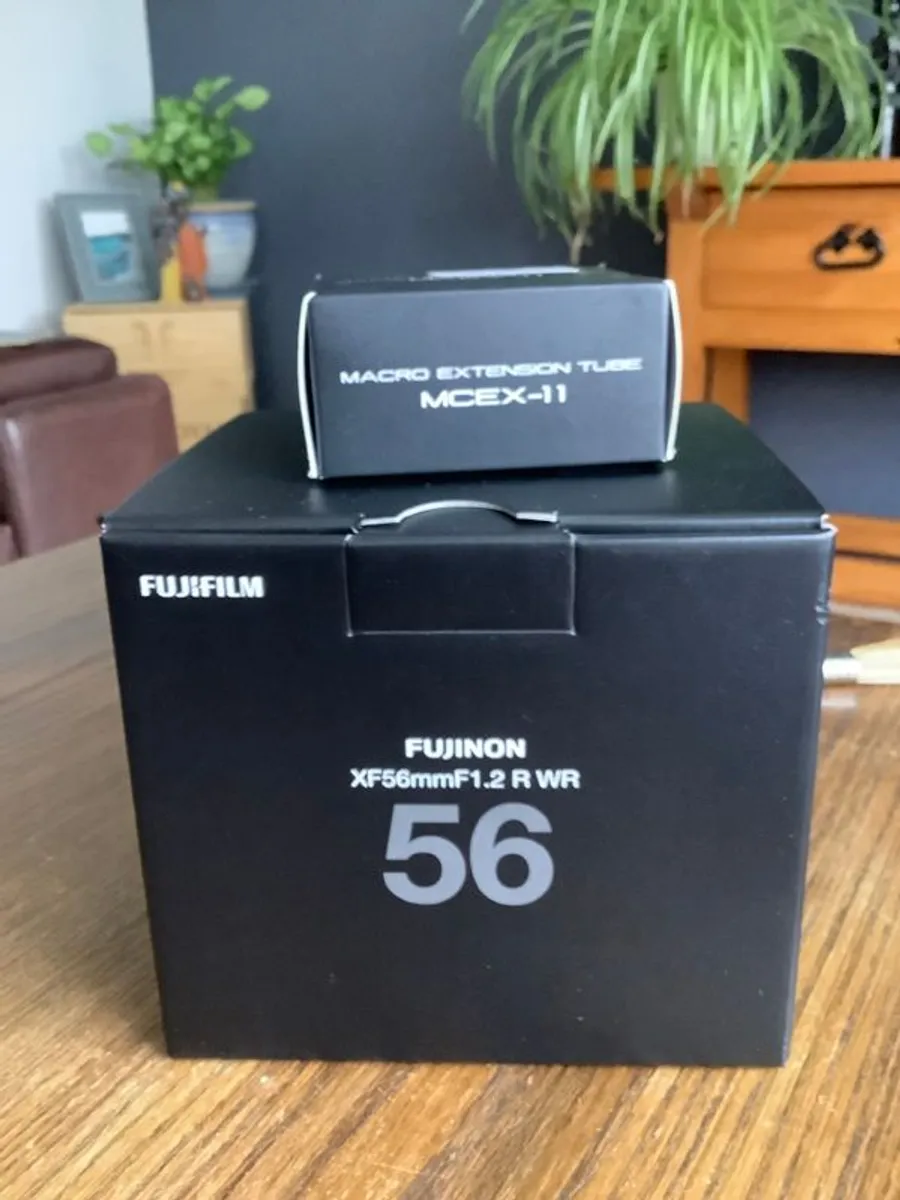 MACRO EXTENSION TUBE
MCEX-11
FUJIFILM
FUJINON
XF56mmF1.2 R WR
56